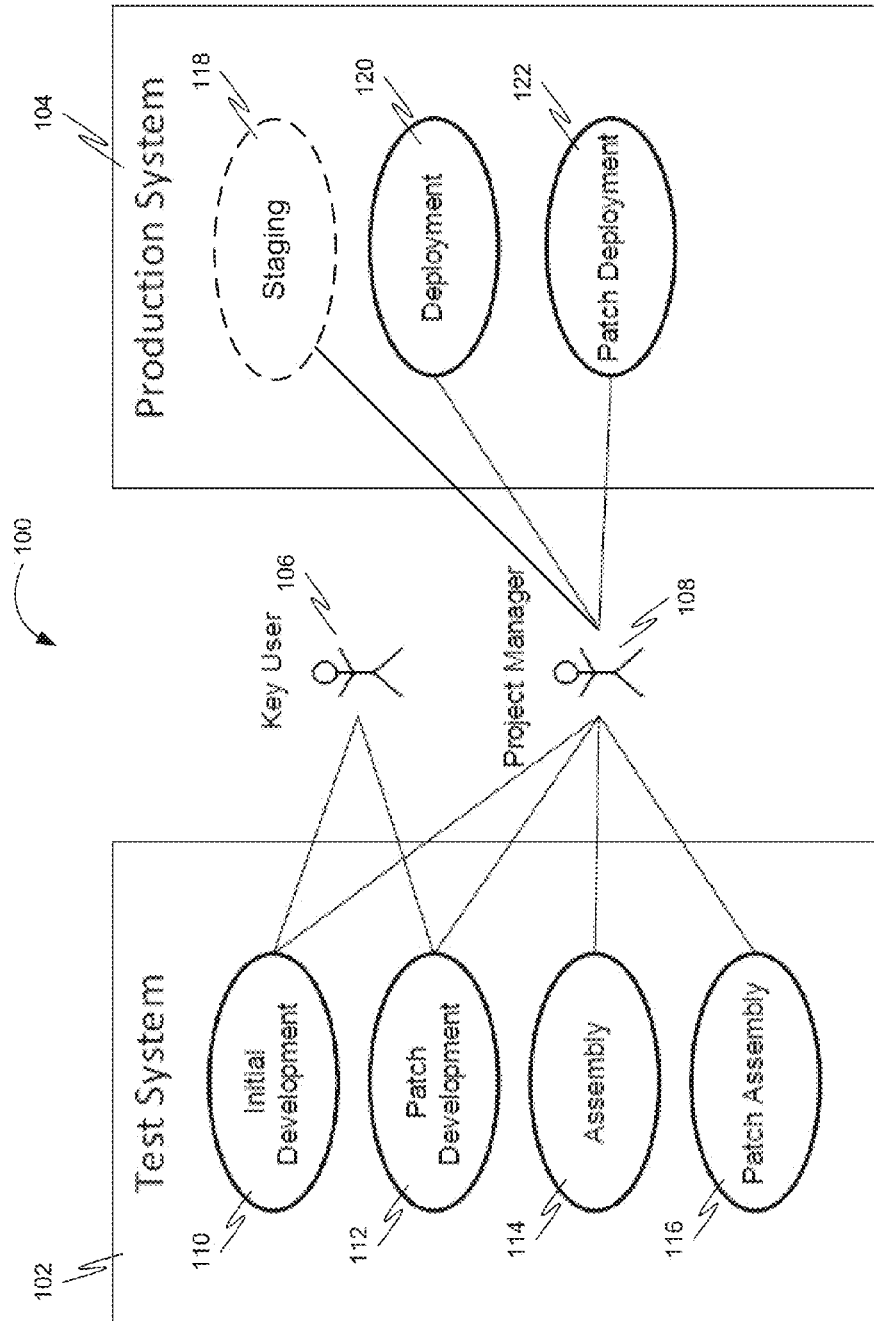 100
102
Test System
110
Initial
Development
112
Patch
Development
114
Assembly
116
Patch Assembly
Key User
106
Project Manager
108
104
Production System
118
Staging
120
Deployment
122
Patch Deployment